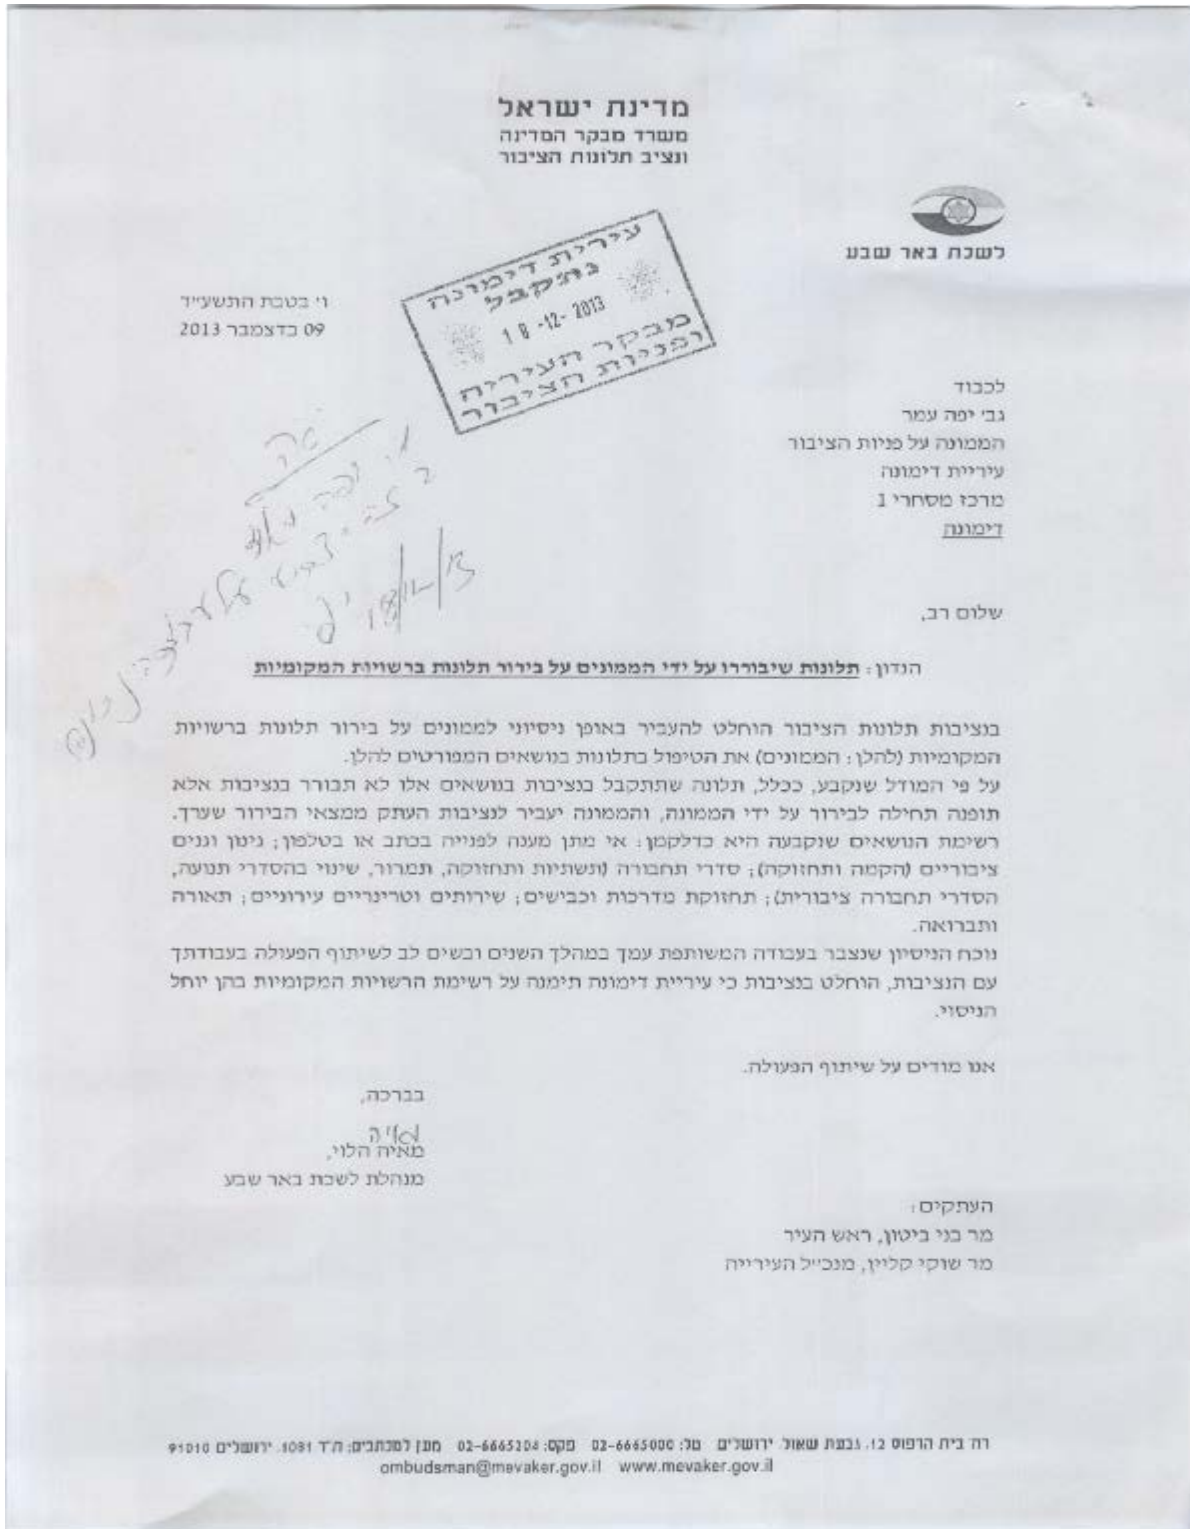 מדינת ישראל
משרד מבקר המדינה
ונציב תלונות הציבור
לשכת באר שבע
עירית דימונה
נתקבל
18 -12- 2013
מבקר העיריה
ופניות הציבור
ו' בטבת התשע"ד
09 בדצמבר 2013
לכבוד
גב' יפה עמר
הממונה על פניות הציבור
עיריית דימונה
מרכז מסחרי 1
דימונה
שלום רב,
הנדון: תלונות שיבוררו על ידי הממונים על בירור תלונות ברשויות המקומיות
בנציבות תלונות הציבור הוחלט להעביר באופן ניסיוני לממונים על בירור תלונות ברשויות
המקומיות (להלן: הממונים) את הטיפול בתלונות בנושאים המפורטים להלן.
על פי המודל שנקבע, ככלל, תלונה שתתקבל בנציבות בנושאים אלו לא תבורר בנציבות אלא
תופנה תחילה לבירור על ידי הממונה, והממונה יעביר לנציבות העתק ממצאי הבירור שערך.
רשימת הנושאים שנקבעה היא כדלקמן: אי מתן מענה לפנייה בכתב או בטלפון; גינון וגנים
ציבוריים (הקמה ותחזוקה); סדרי תחבורה (תשתיות ותחזוקה, תמרור, שינוי בהסדרי תנועה,
הסדרי תחבורה ציבורית); תחזוקת מדרכות וכבישים; שירותים וטרינריים עירוניים; תאורה
ותברואה.
נוכח הניסיון שנצבר בעבודה המשותפת עמך במהלך השנים ובשים לב לשיתוף הפעולה בעבודתך
עם הנציבות, הוחלט בנציבות כי עיריית דימונה תימנה על רשימת הרשויות המקומיות בהן יוחל
הניסוי.
אנו מודים על שיתוף הפעולה.
בברכה,
מאיה
מאיה הלוי,
מנהלת לשכת באר שבע
העתקים:
מר בני ביטון, ראש העיר
מר שוקי קליין, מנכ"ל העירייה
רח' בית הדפוס 12, גבעת שאול, ירושלים טל: 02-6665000 פקס: 02-6665204 מען למכתבים: ת"ד 1081, ירושלים 91010
ombudsman@mevaker.gov.il www.mevaker.gov.il